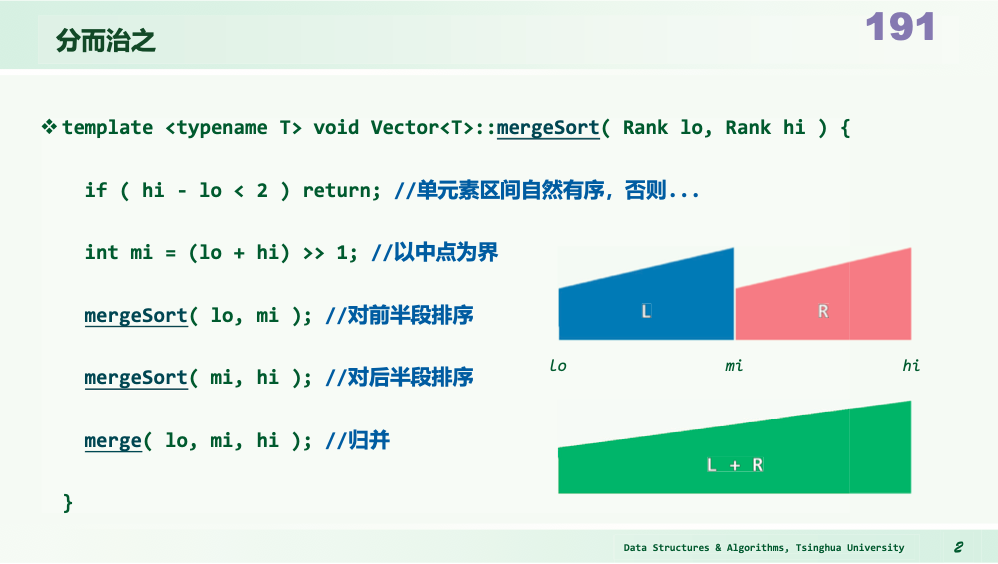 分而治之
191
❖template <typename T> void Vector<T>::mergeSort( Rank lo, Rank hi ) {
if ( hi - lo < 2 ) return; //单元素区间自然有序，否则...
int mi = (lo + hi) >> 1; //以中点为界
mergeSort( lo, mi ); //对前半段排序
mergeSort( mi, hi ); //对后半段排序
merge( lo, mi, hi ); //归并
}
L
R
lo
mi
hi
L + R
Data Structures & Algorithms, Tsinghua University
2